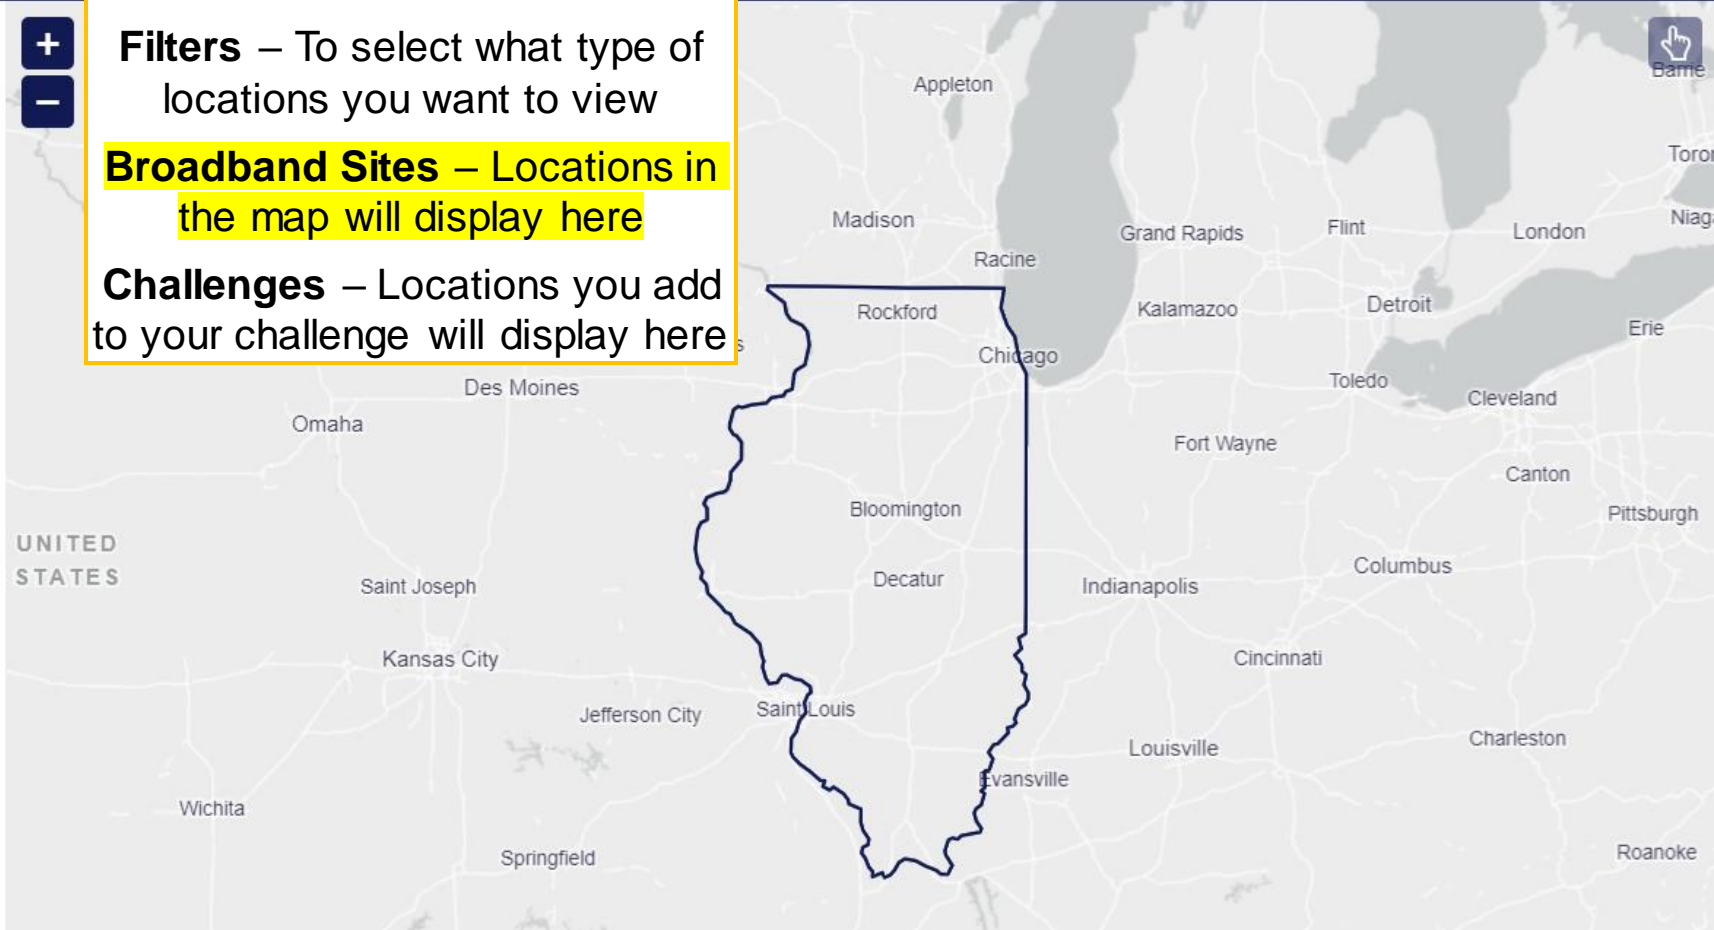 +
−
Filters – To select what type of
locations you want to view
Broadband Sites – Locations in
the map will display here
Challenges – Locations you add
to your challenge will display here
s
Appleton
Barrie
Toron
Madison
Grand Rapids
Flint
London
Niaga
Racine
Rockford
Kalamazoo
Detroit
Erie
Chicago
Des Moines
Toledo
Cleveland
Omaha
Fort Wayne
Canton
Bloomington
Pittsburgh
UNITED
STATES
Saint Joseph
Decatur
Indianapolis
Columbus
Kansas City
Cincinnati
Jefferson City
Saint Louis
Louisville
Charleston
Evansville
Wichita
Springfield
Roanoke